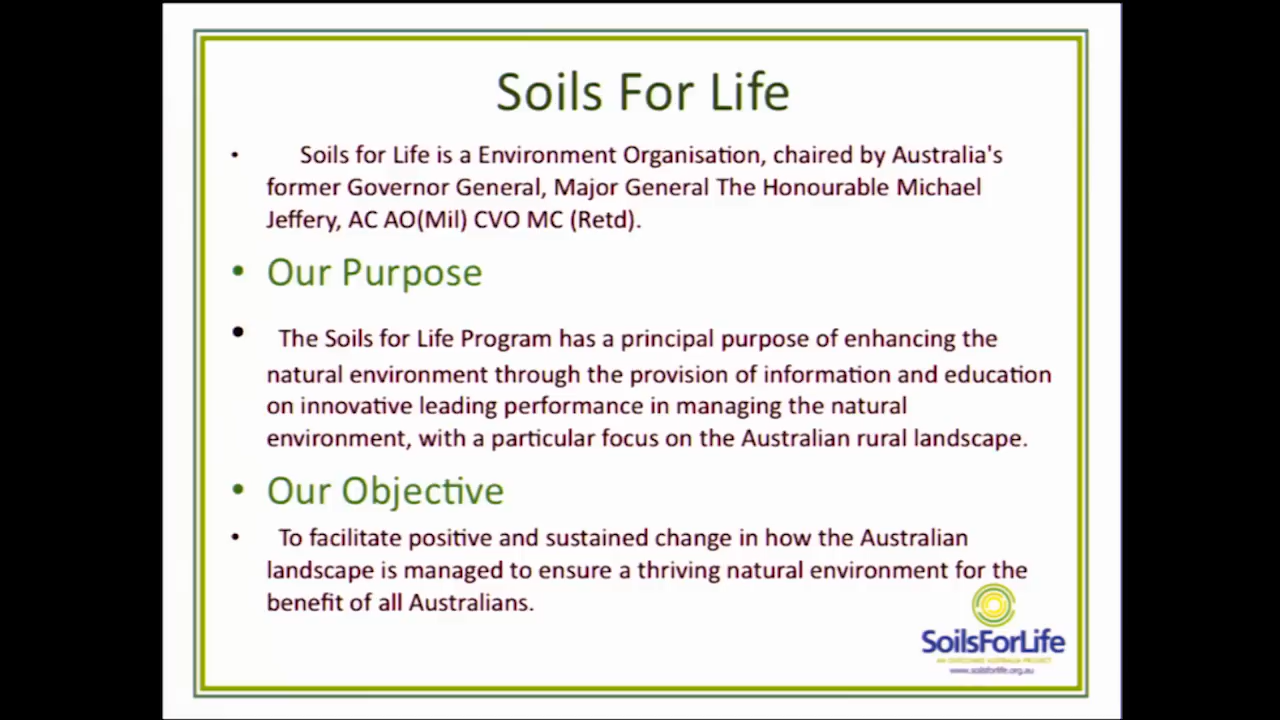 Soils For Life
• Soils for Life is a Environment Organisation, chaired by Australia's
former Governor General, Major General The Honourable Michael
Jeffery, AC AO(Mil) CVO MC (Retd).
• Our Purpose
• The Soils for Life Program has a principal purpose of enhancing the
natural environment through the provision of information and education
on innovative leading performance in managing the natural
environment, with a particular focus on the Australian rural landscape.
• Our Objective
• To facilitate positive and sustained change in how the Australian
landscape is managed to ensure a thriving natural environment for the
benefit of all Australians.
SoilsForLife
AN OUTCOMES AUSTRALIA PROJECT
www.soilsforlife.org.au